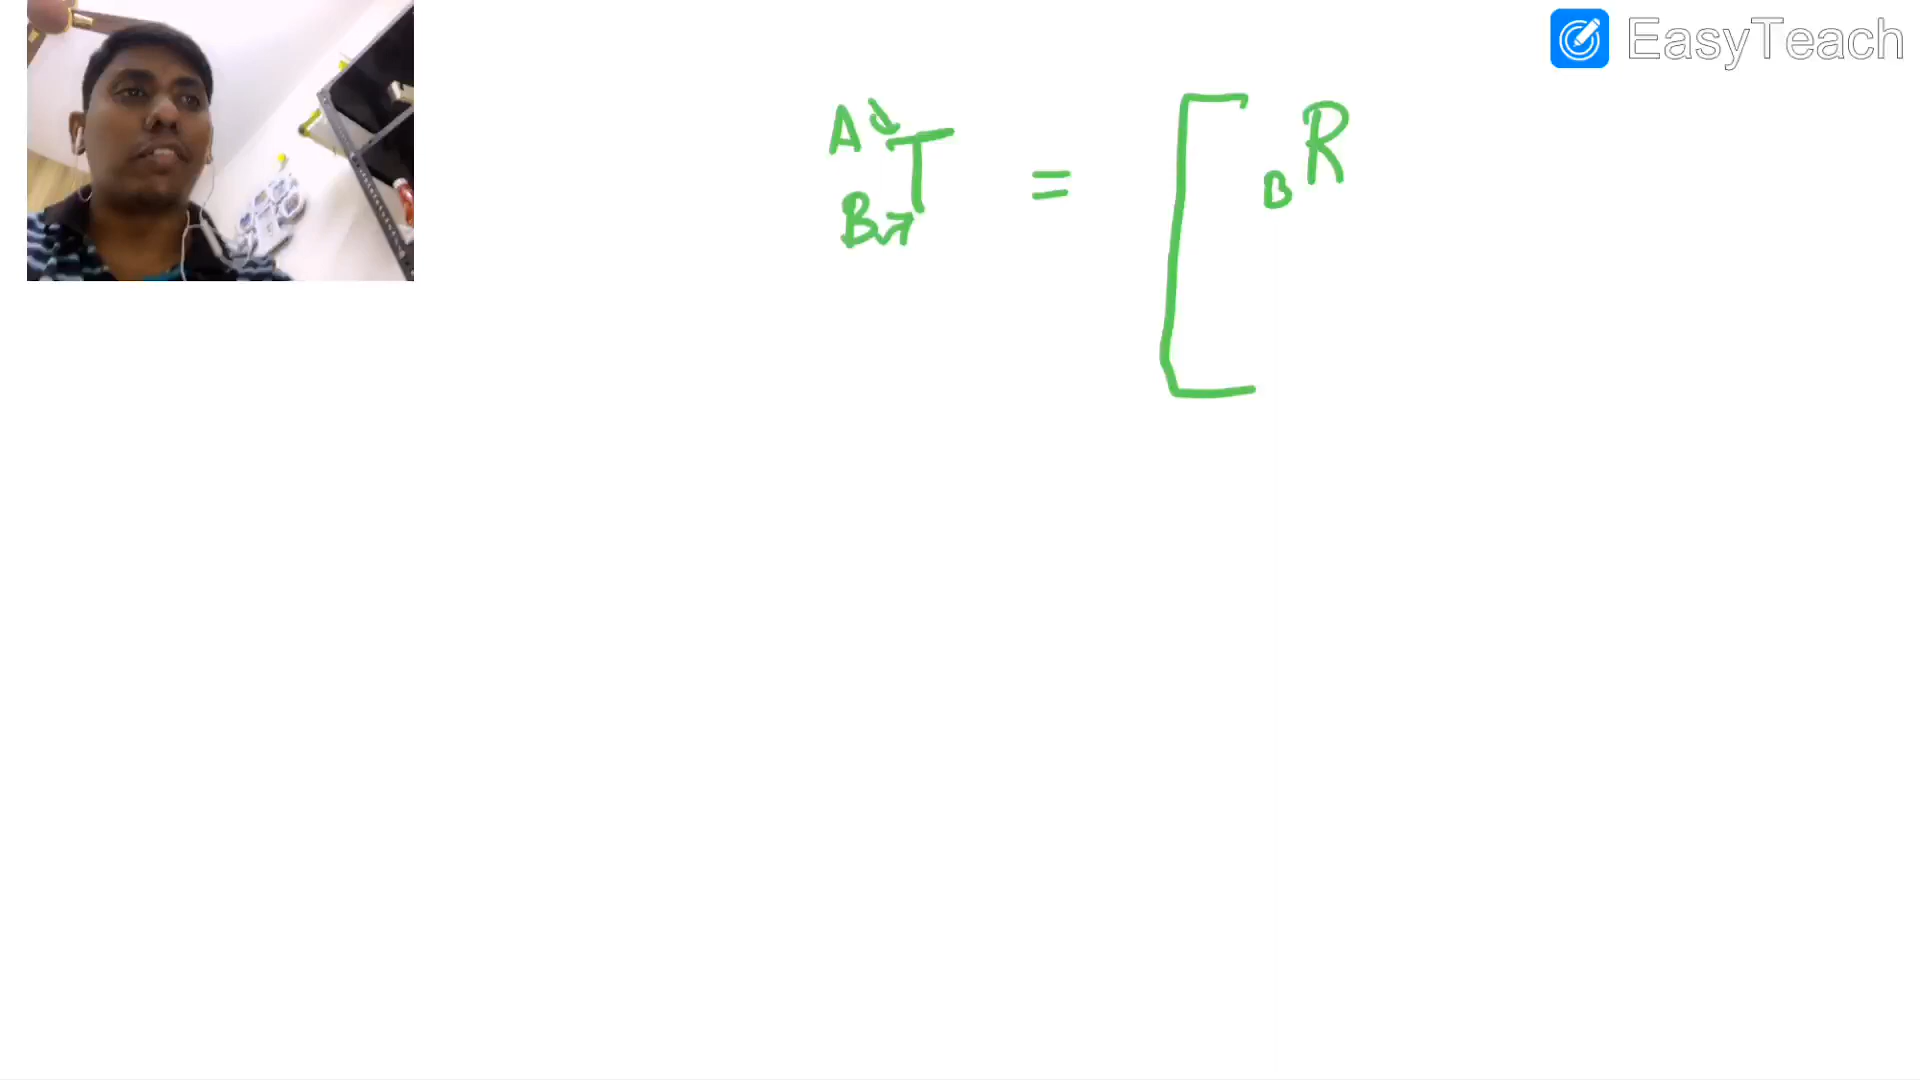 EasyTeach
A T = [ B R
B